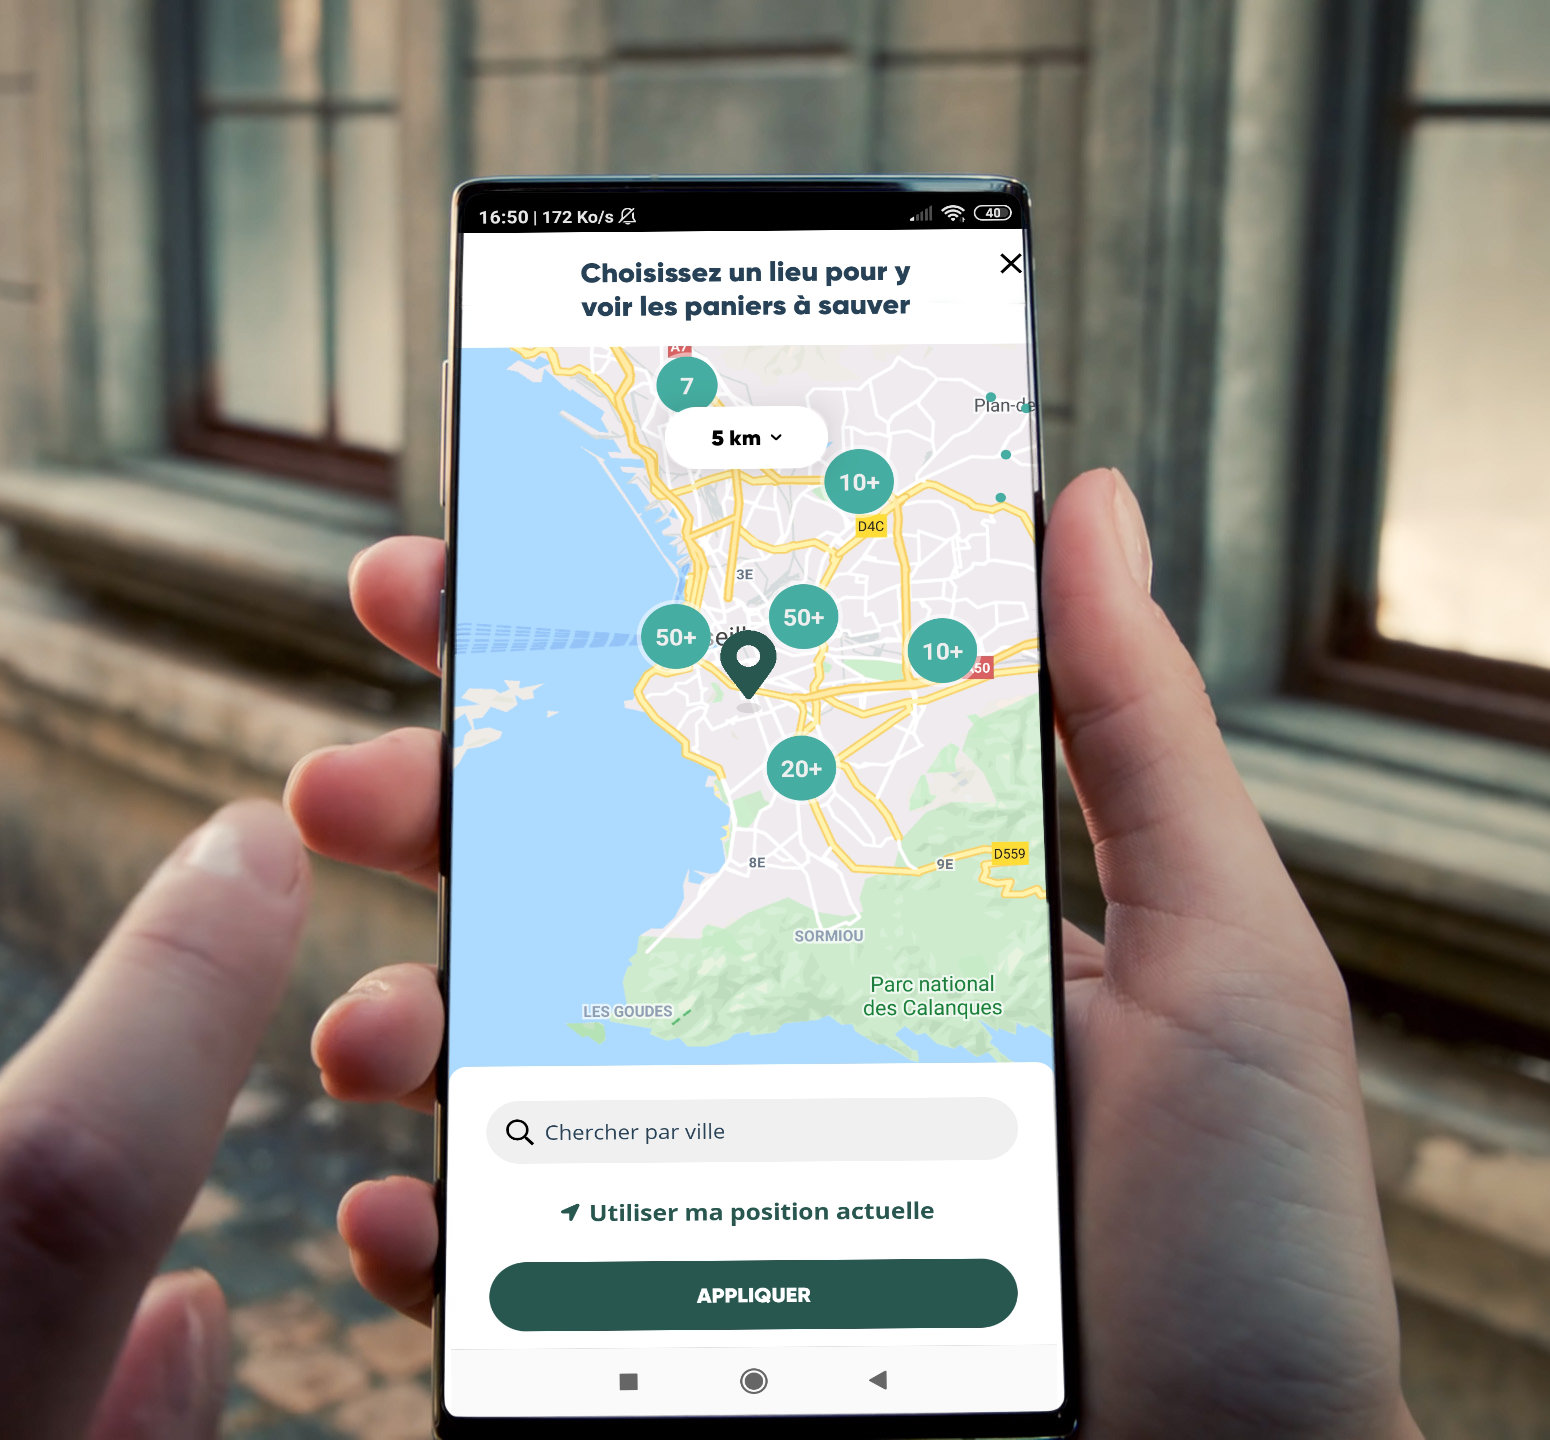 16:50 | 172 Ko/s
40
Choisissez un lieu pour y
voir les paniers à sauver
A7
7
Plan-de
5 km
10+
D4C
3E
50+
50+
10+
50
20+
8E
9E
D559
SORMIOU
Parc national
des Calanques
LES GOUDES
Chercher par ville
Utiliser ma position actuelle
APPLIQUER